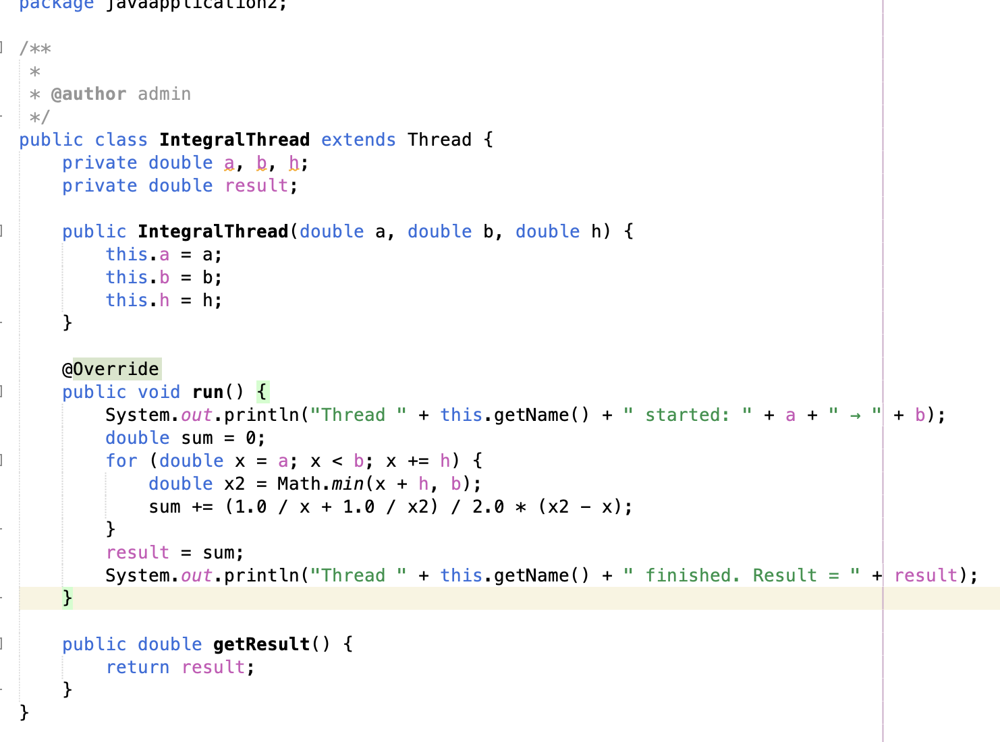 package javaapplication2;
/**
 *
 * @author admin
 */
public class IntegralThread extends Thread {
    private double a, b, h;
    private double result;
    public IntegralThread(double a, double b, double h) {
        this.a = a;
        this.b = b;
        this.h = h;
    }
    @Override
    public void run() {
        System.out.println("Thread " + this.getName() + " started: " + a + " → " + b);
        double sum = 0;
        for (double x = a; x < b; x += h) {
            double x2 = Math.min(x + h, b);
            sum += (1.0 / x + 1.0 / x2) / 2.0 * (x2 - x);
        }
        result = sum;
        System.out.println("Thread " + this.getName() + " finished. Result = " + result);
    }
    public double getResult() {
        return result;
    }
}